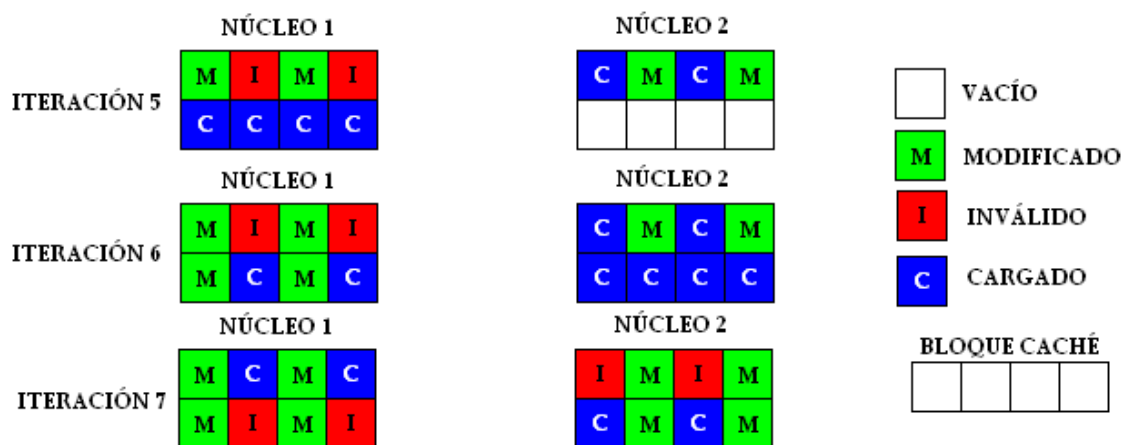 NÚCLEO 1 NÚCLEO 2
ITERACIÓN 5
M I M I
C C C C
C M C M
NÚCLEO 1 NÚCLEO 2
ITERACIÓN 6
M I M I
M C M C
C M C M
C C C C
NÚCLEO 1 NÚCLEO 2
ITERACIÓN 7
M C M C
M I M I
I M I M
C M C M
VACÍO
M MODIFICADO
I INVÁLIDO
C CARGADO
BLOQUE CACHÉ